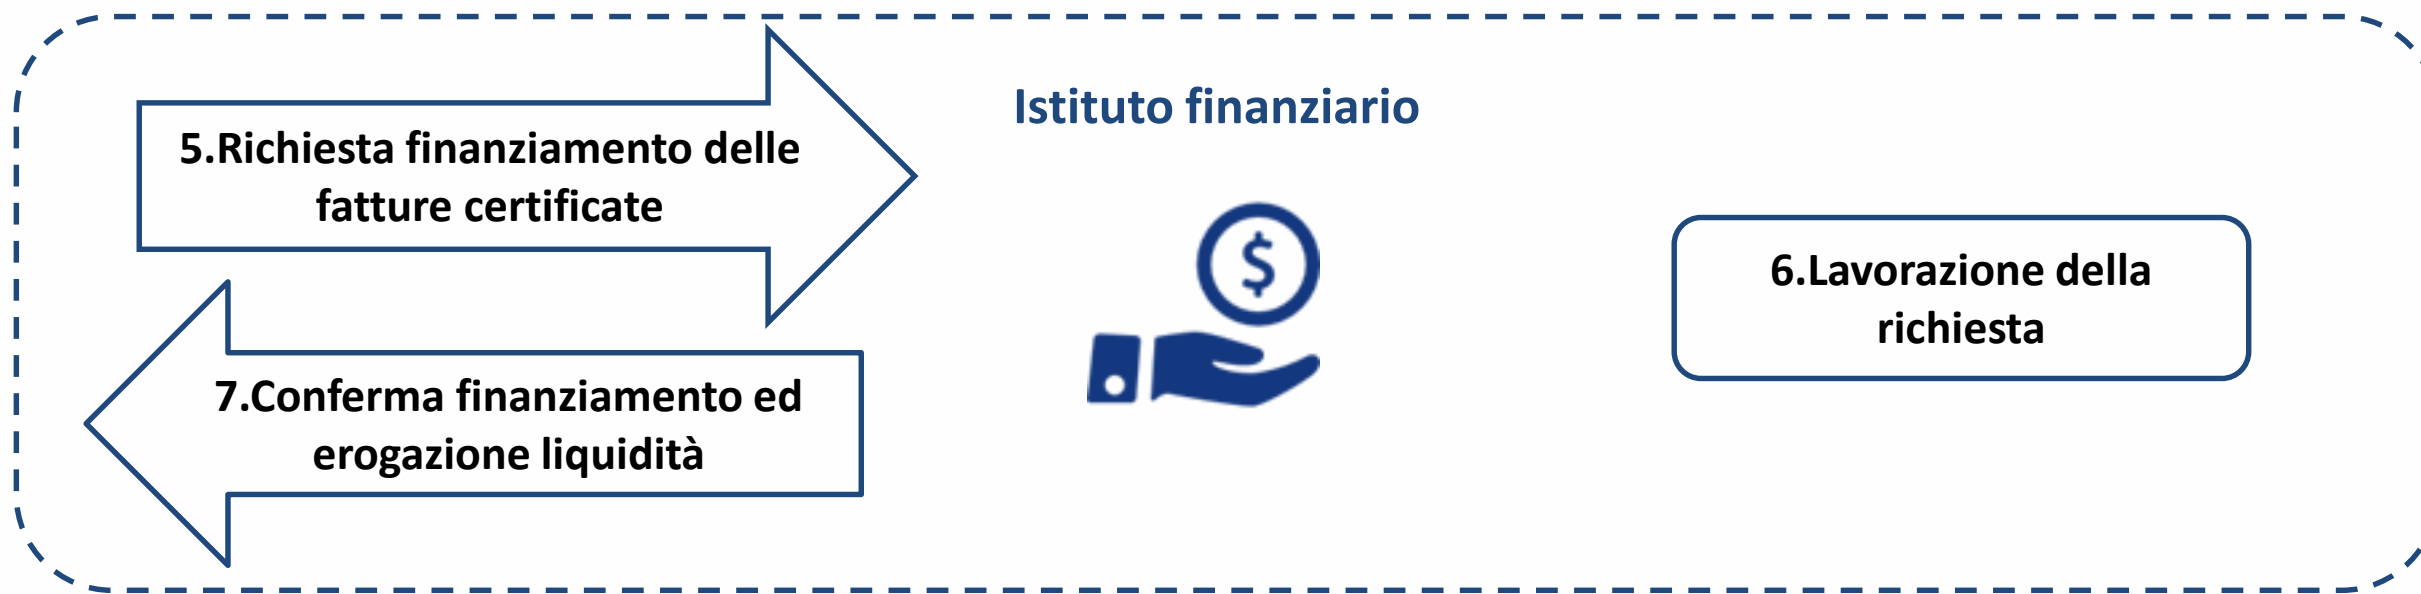 Istituto finanziario
5.Richiesta finanziamento delle
fatture certificate
$
6.Lavorazione della
richiesta
7.Conferma finanziamento ed
erogazione liquidità